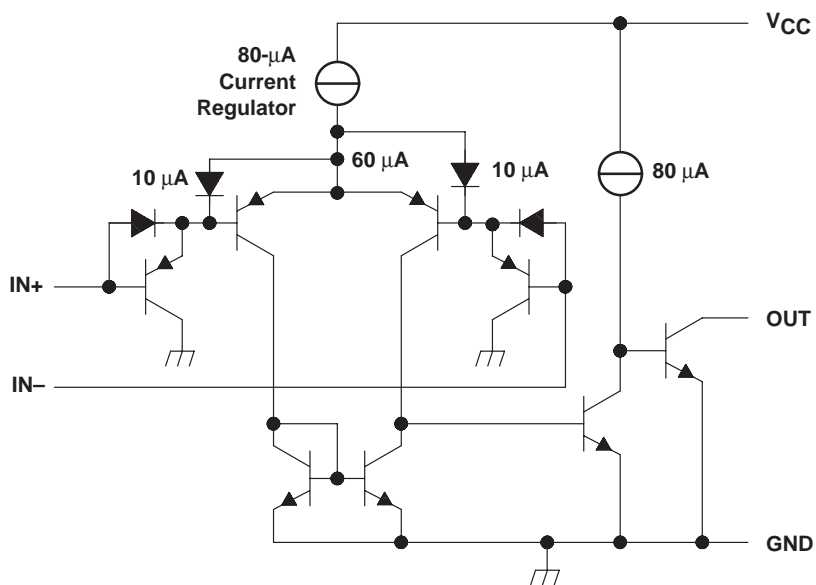 VCC
80-μA
Current
Regulator
10 μA
60 μA
10 μA
80 μA
IN+
OUT
IN–
GND